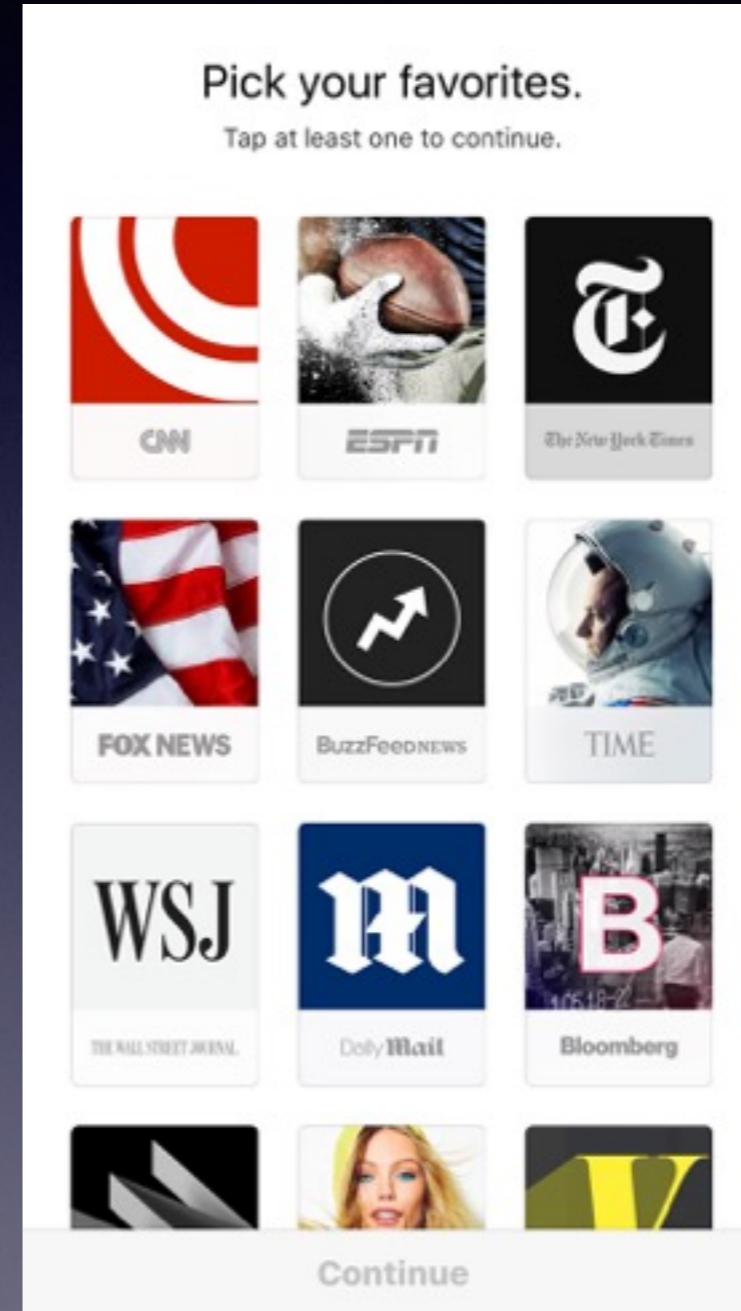 Pick your favorites.
Tap at least one to continue.
T
CNN
ESPN
The New York Times
FOX NEWS
BuzzFeedNEWS
TIME
WSJ
M
B
THE WALL STREET JOURNAL.
Daily Mail
Bloomberg
V
Continue